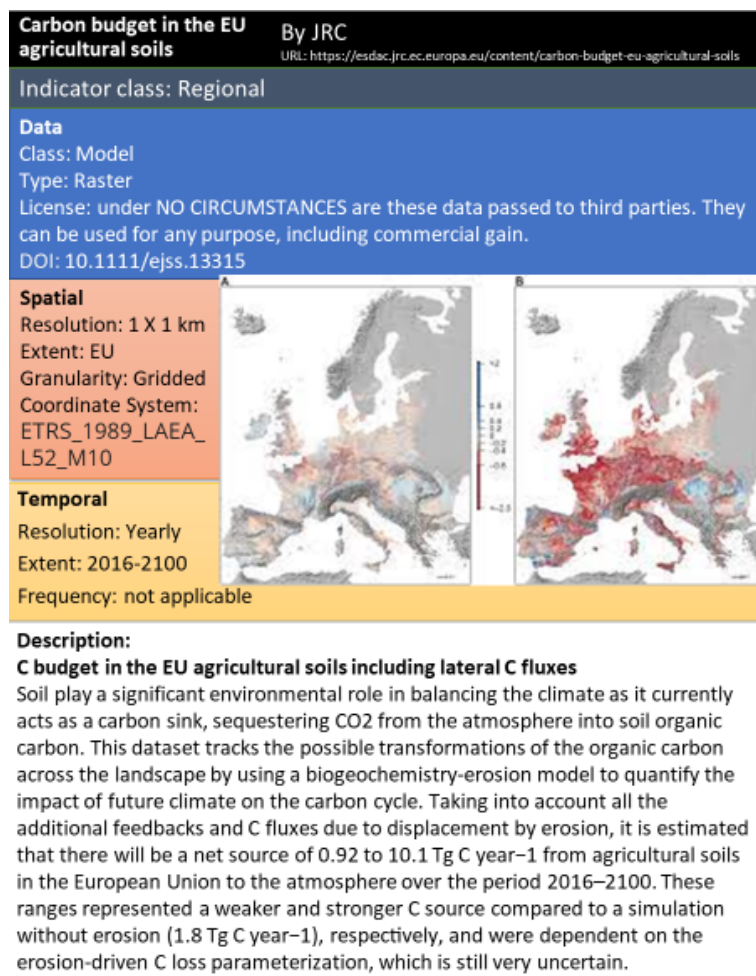 Carbon budget in the EU
agricultural soils
By JRC
URL: https://esdac.jrc.ec.europa.eu/content/carbon-budget-eu-agricultural-soils
Indicator class: Regional
Data
Class: Model
Type: Raster
License: under NO CIRCUMSTANCES are these data passed to third parties. They
can be used for any purpose, including commercial gain.
DOI: 10.1111/ejss.13315
Spatial
Resolution: 1 X 1 km
Extent: EU
Granularity: Gridded
Coordinate System:
ETRS_1989_LAEA_
L52_M10
A
B
Temporal
Resolution: Yearly
Extent: 2016-2100
Frequency: not applicable
Description:
C budget in the EU agricultural soils including lateral C fluxes
Soil play a significant environmental role in balancing the climate as it currently
acts as a carbon sink, sequestering CO2 from the atmosphere into soil organic
carbon. This dataset tracks the possible transformations of the organic carbon
across the landscape by using a biogeochemistry-erosion model to quantify the
impact of future climate on the carbon cycle. Taking into account all the
additional feedbacks and C fluxes due to displacement by erosion, it is estimated
that there will be a net source of 0.92 to 10.1 Tg C year−1 from agricultural soils
in the European Union to the atmosphere over the period 2016–2100. These
ranges represented a weaker and stronger C source compared to a simulation
without erosion (1.8 Tg C year−1), respectively, and were dependent on the
erosion-driven C loss parameterization, which is still very uncertain.